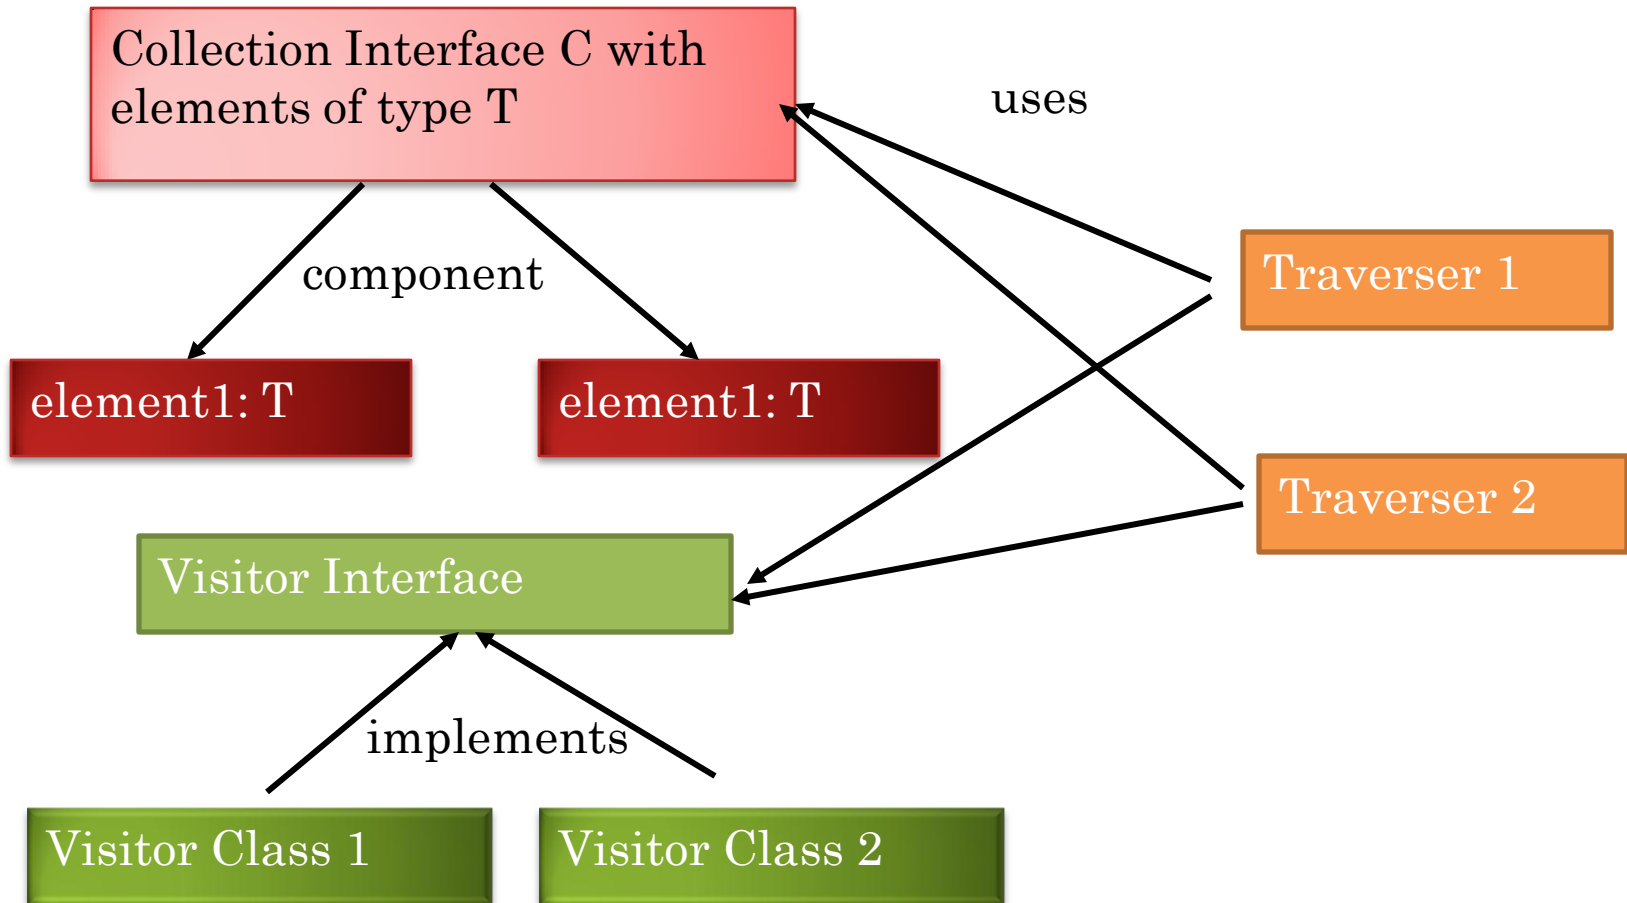 Collection Interface C with
elements of type T
uses
component
Traverser 1
element1: T
element1: T
Traverser 2
Visitor Interface
implements
Visitor Class 1
Visitor Class 2